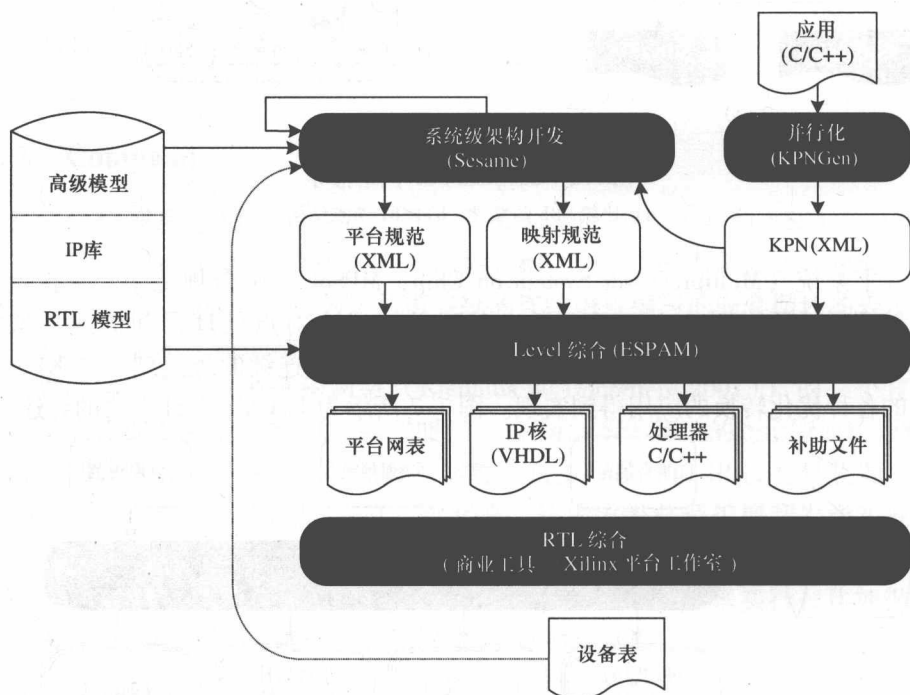 应用
(C/C++)
系统级架构开发
(Sesame)
并行化
(KPNGen)
高级模型
IP库
RTL 模型
平台规范
(XML)
映射规范
(XML)
KPN(XML)
Level 综合 (ESPAM)
平台网表
IP 核
(VHDL)
处理器
C/C++
补助文件
RTL 综合
( 商业工具 Xilinx 平台工作室 )
设备表